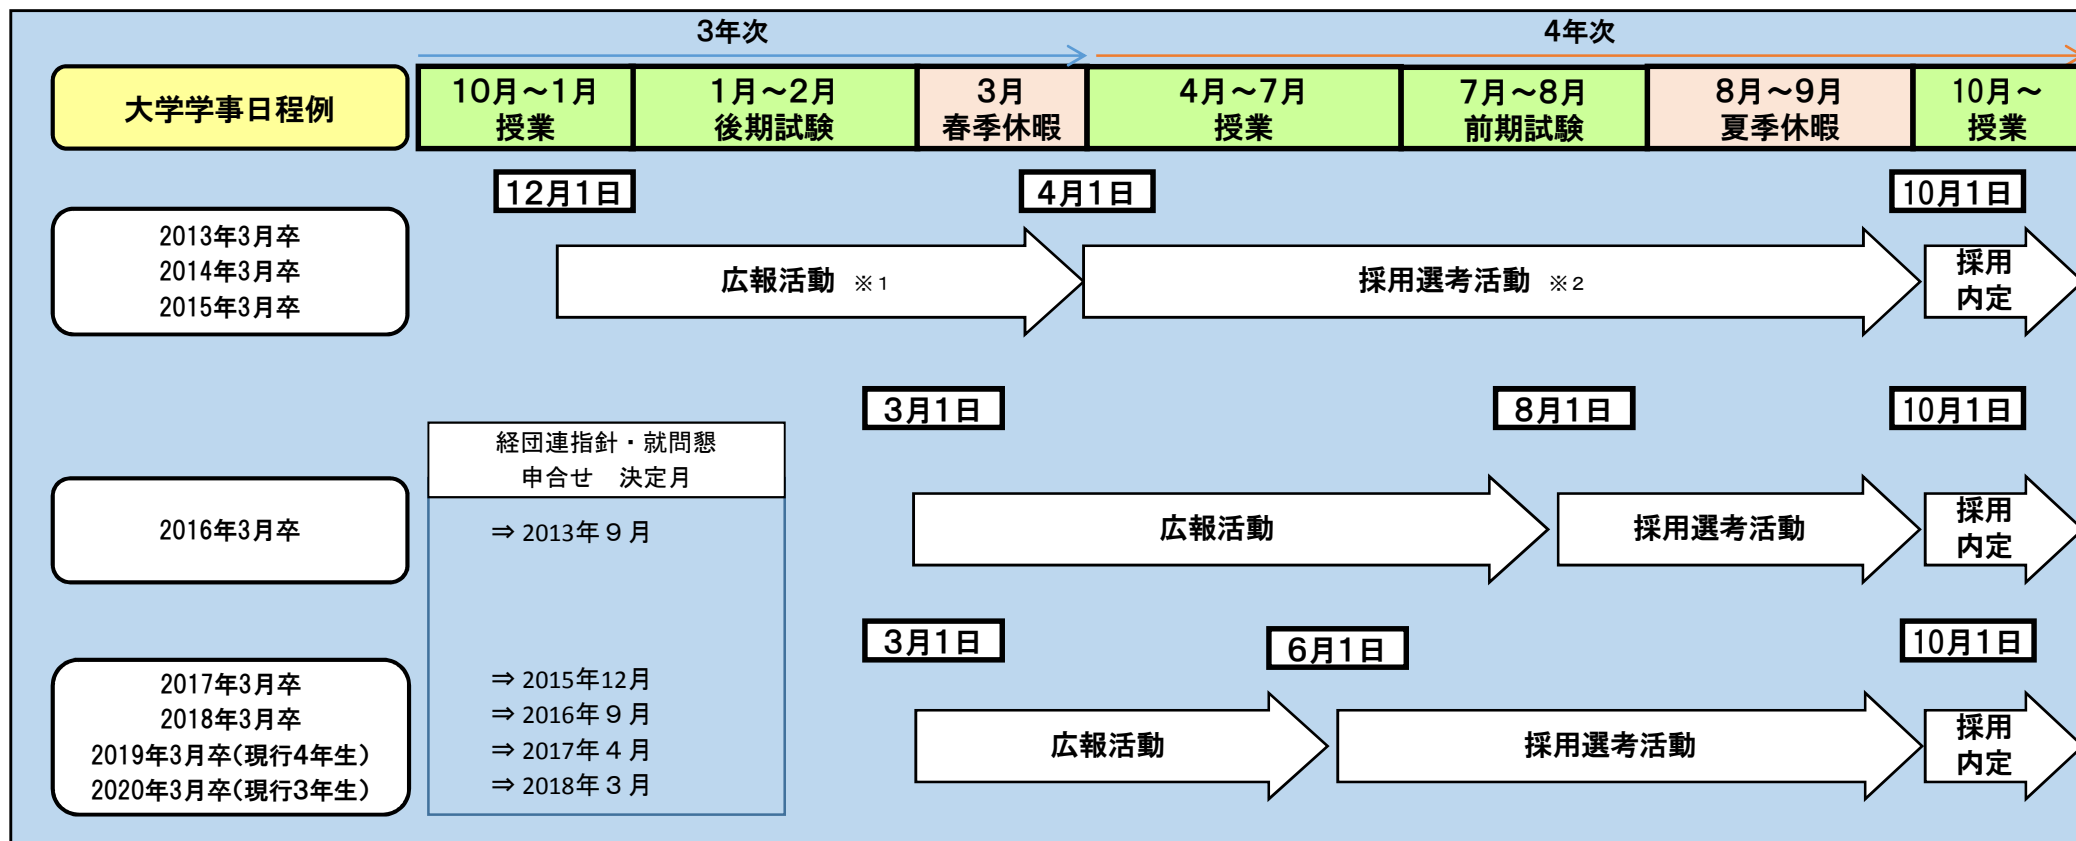 3年次
4年次
大学学事日程例
10月～1月
授業
1月～2月
後期試験
3月
春季休暇
4月～7月
授業
7月～8月
前期試験
8月～9月
夏季休暇
10月～
授業
12月1日
4月1日
10月1日
2013年3月卒
2014年3月卒
2015年3月卒
広報活動 ※1
採用選考活動 ※2
採用
内定
3月1日
8月1日
10月1日
経団連指針・就問懇
申合せ　決定月
2016年3月卒
⇒ 2013年９月
広報活動
採用選考活動
採用
内定
3月1日
6月1日
10月1日
2017年3月卒
2018年3月卒
2019年3月卒(現行4年生)
2020年3月卒(現行3年生)
⇒ 2015年12月
⇒ 2016年９月
⇒ 2017年４月
⇒ 2018年３月
広報活動
採用選考活動
採用
内定